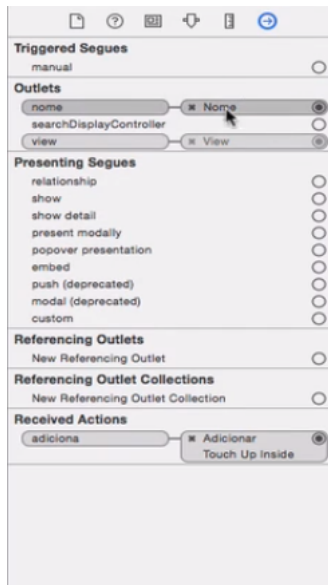 Triggered Segues
manual
Outlets
nome Nome
searchDisplayController
view View
Presenting Segues
relationship
show
show detail
present modally
popover presentation
embed
push (deprecated)
modal (deprecated)
custom
Referencing Outlets
New Referencing Outlet
Referencing Outlet Collections
New Referencing Outlet Collection
Received Actions
adiciona Adicionar
Touch Up Inside